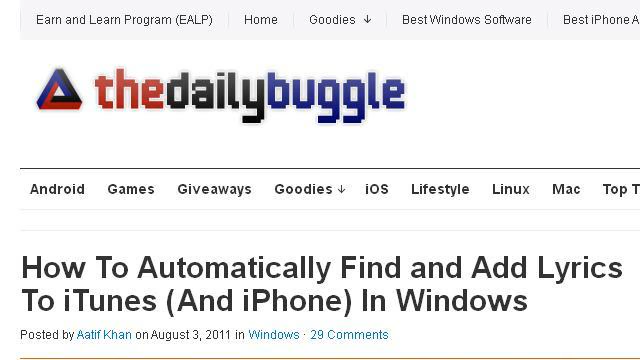 Earn and Learn Program (EALP) Home Goodies ↓ Best Windows Software Best iPhone A
thedailybuggle
Android Games Giveaways Goodies ↓ iOS Lifestyle Linux Mac Top T
How To Automatically Find and Add Lyrics
To iTunes (And iPhone) In Windows
Posted by Aatif Khan on August 3, 2011 in Windows · 29 Comments